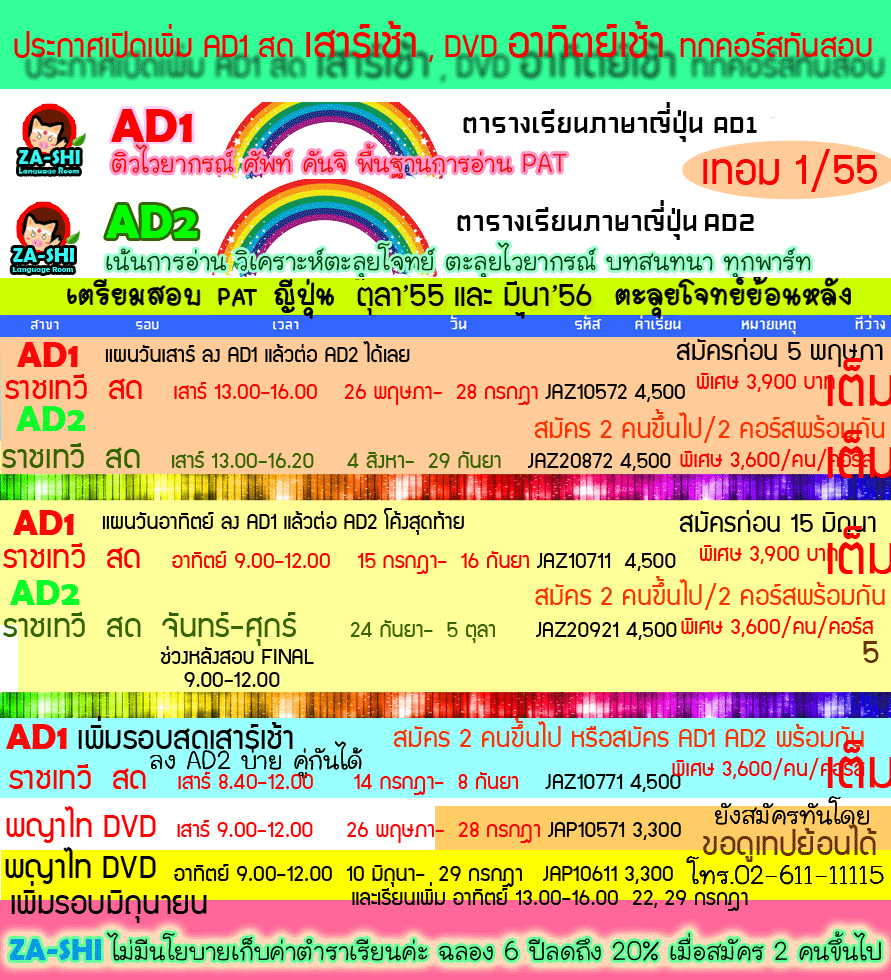 ประกาศเปิดเพิ่ม AD1 สด เสาร์เช้า , DVD อาทิตย์เช้า ทุกคอร์สทันสอบ
AD1
ตารางเรียนภาษาญี่ปุ่น AD1
ZA-SHI
Language Room
ติวไวยากรณ์ ศัพท์ คันจิ พื้นฐานการอ่าน PAT
เทอม 1/55
AD2
ตารางเรียนภาษาญี่ปุ่น AD2
ZA-SHI
Language Room
เน้นการอ่าน วิเคราะห์ตะลุยโจทย์ ตะลุยไวยากรณ์ บทสนทนา ทุกพาร์ท
เตรียมสอบ PAT ญี่ปุ่น ตุลา'55 และ มีนา'56 ตะลุยโจทย์ย้อนหลัง
สาขา รอบ เวลา วัน รหัส ค่าเรียน หมายเหตุ ที่ว่าง
AD1 แผนวันเสาร์ ลง AD1 แล้วต่อ AD2 ได้เลย สมัครก่อน 5 พฤษภา
ราชเทวี สด เสาร์ 13.00-16.00 26 พฤษภา- 28 กรกฎา JAZ10572 4,500 พิเศษ 3,900 บาท เต็ม
AD2 สมัคร 2 คนขึ้นไป/2 คอร์สพร้อมกัน
ราชเทวี สด เสาร์ 13.00-16.20 4 สิงหา- 29 กันยา JAZ20872 4,500 พิเศษ 3,600/คน/คอร์ส เต็ม
AD1 แผนวันอาทิตย์ ลง AD1 แล้วต่อ AD2 โค้งสุดท้าย สมัครก่อน 15 มิถุนา
ราชเทวี สด อาทิตย์ 9.00-12.00 15 กรกฎา- 16 กันยา JAZ10711 4,500 พิเศษ 3,900 บาท เต็ม
AD2 สมัคร 2 คนขึ้นไป/2 คอร์สพร้อมกัน
ราชเทวี สด จันทร์-ศุกร์ 24 กันยา- 5 ตุลา JAZ20921 4,500 พิเศษ 3,600/คน/คอร์ส
ช่วงหลังสอบ FINAL 5
9.00-12.00
AD1 เพิ่มรอบสดเสาร์เช้า สมัคร 2 คนขึ้นไป หรือสมัคร AD1 AD2 พร้อมกัน
ลง AD2 บ่าย คู่กันได้
ราชเทวี สด เสาร์ 8.40-12.00 14 กรกฎา- 8 กันยา JAZ10771 4,500 พิเศษ 3,600/คน/คอร์ส เต็ม
พญาไท DVD เสาร์ 9.00-12.00 26 พฤษภา- 28 กรกฎา JAP10571 3,300 ยังสมัครทันโดย
ขอดูเทปย้อนได้
พญาไท DVD อาทิตย์ 9.00-12.00 10 มิถุนา- 29 กรกฎา JAP10611 3,300 โทร.02-611-11115
เพิ่มรอบมิถุนายน และเรียนเพิ่ม อาทิตย์ 13.00-16.00 22, 29 กรกฎา
ZA-SHI ไม่มีนโยบายเก็บค่าตำราเรียนค่ะ ฉลอง 6 ปีลดถึง 20% เมื่อสมัคร 2 คนขึ้นไป